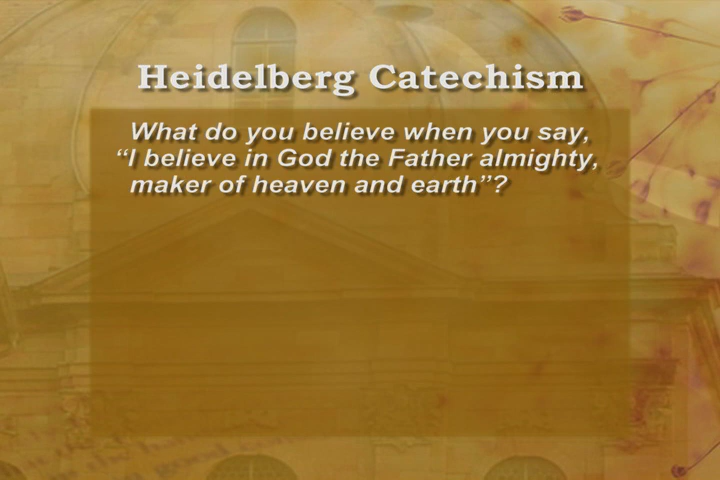 Heidelberg Catechism
What do you believe when you say,
“I believe in God the Father almighty,
maker of heaven and earth”?